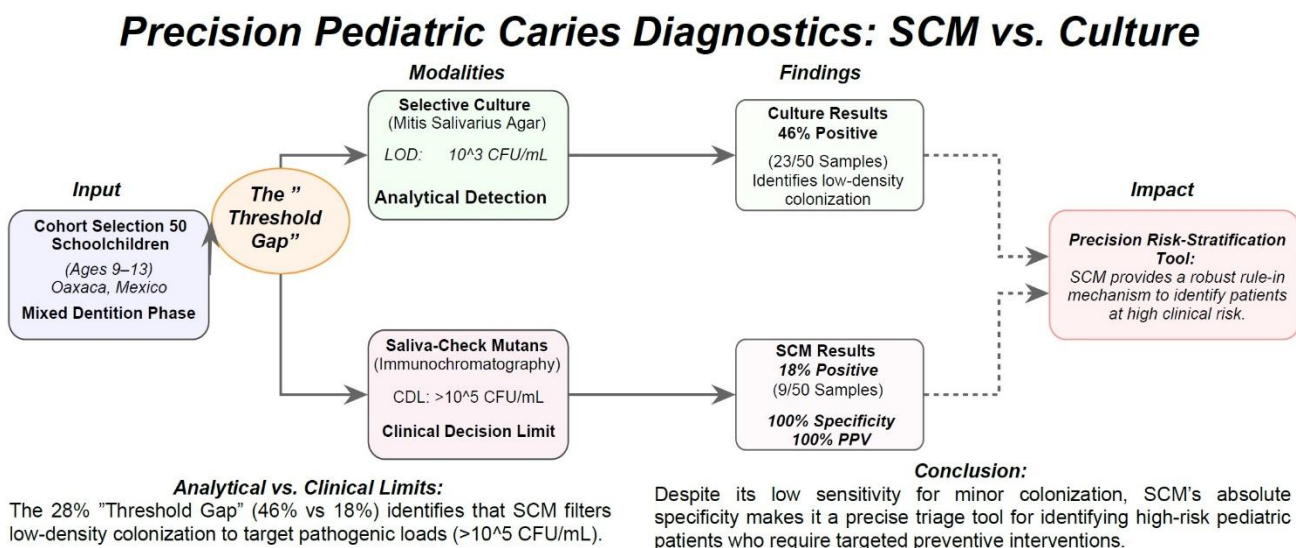 Precision Pediatric Caries Diagnostics: SCM vs. Culture
Input
Cohort Selection 50
Schoolchildren
(Ages 9–13)
Oaxaca, Mexico
Mixed Dentition Phase
The ”
Threshold
Gap”
Modalities
Selective Culture
(Mitis Salivarius Agar)
LOD: 10^3 CFU/mL
Analytical Detection
Saliva-Check Mutans
(Immunochromatography)
CDL: >10^5 CFU/mL
Clinical Decision Limit
Findings
Culture Results
46% Positive
(23/50 Samples)
Identifies low-density
colonization
SCM Results
18% Positive
(9/50 Samples)
100% Specificity
100% PPV
Impact
Precision Risk-Stratification
Tool:
SCM provides a robust rule-in
mechanism to identify patients
at high clinical risk.
Analytical vs. Clinical Limits:
The 28% ”Threshold Gap” (46% vs 18%) identifies that SCM filters
low-density colonization to target pathogenic loads (>10^5 CFU/mL).
Conclusion:
Despite its low sensitivity for minor colonization, SCM’s absolute
specificity makes it a precise triage tool for identifying high-risk pediatric
patients who require targeted preventive interventions.